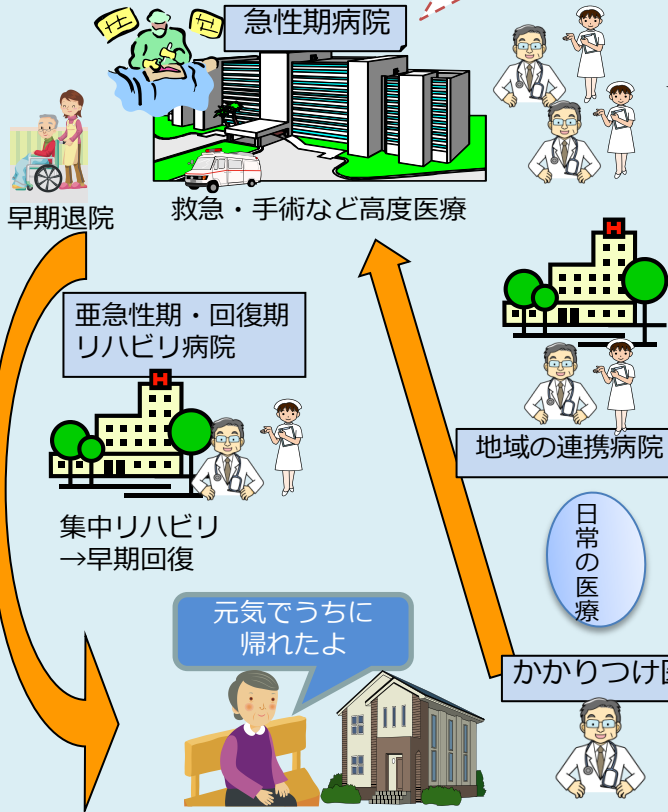 急性期病院
早期退院
救急・手術など高度医療
亜急性期・回復期
リハビリ病院
H
H
地域の連携病院
集中リハビリ
→早期回復
日常の医療
元気でうちに
帰れたよ
かかりつけ医